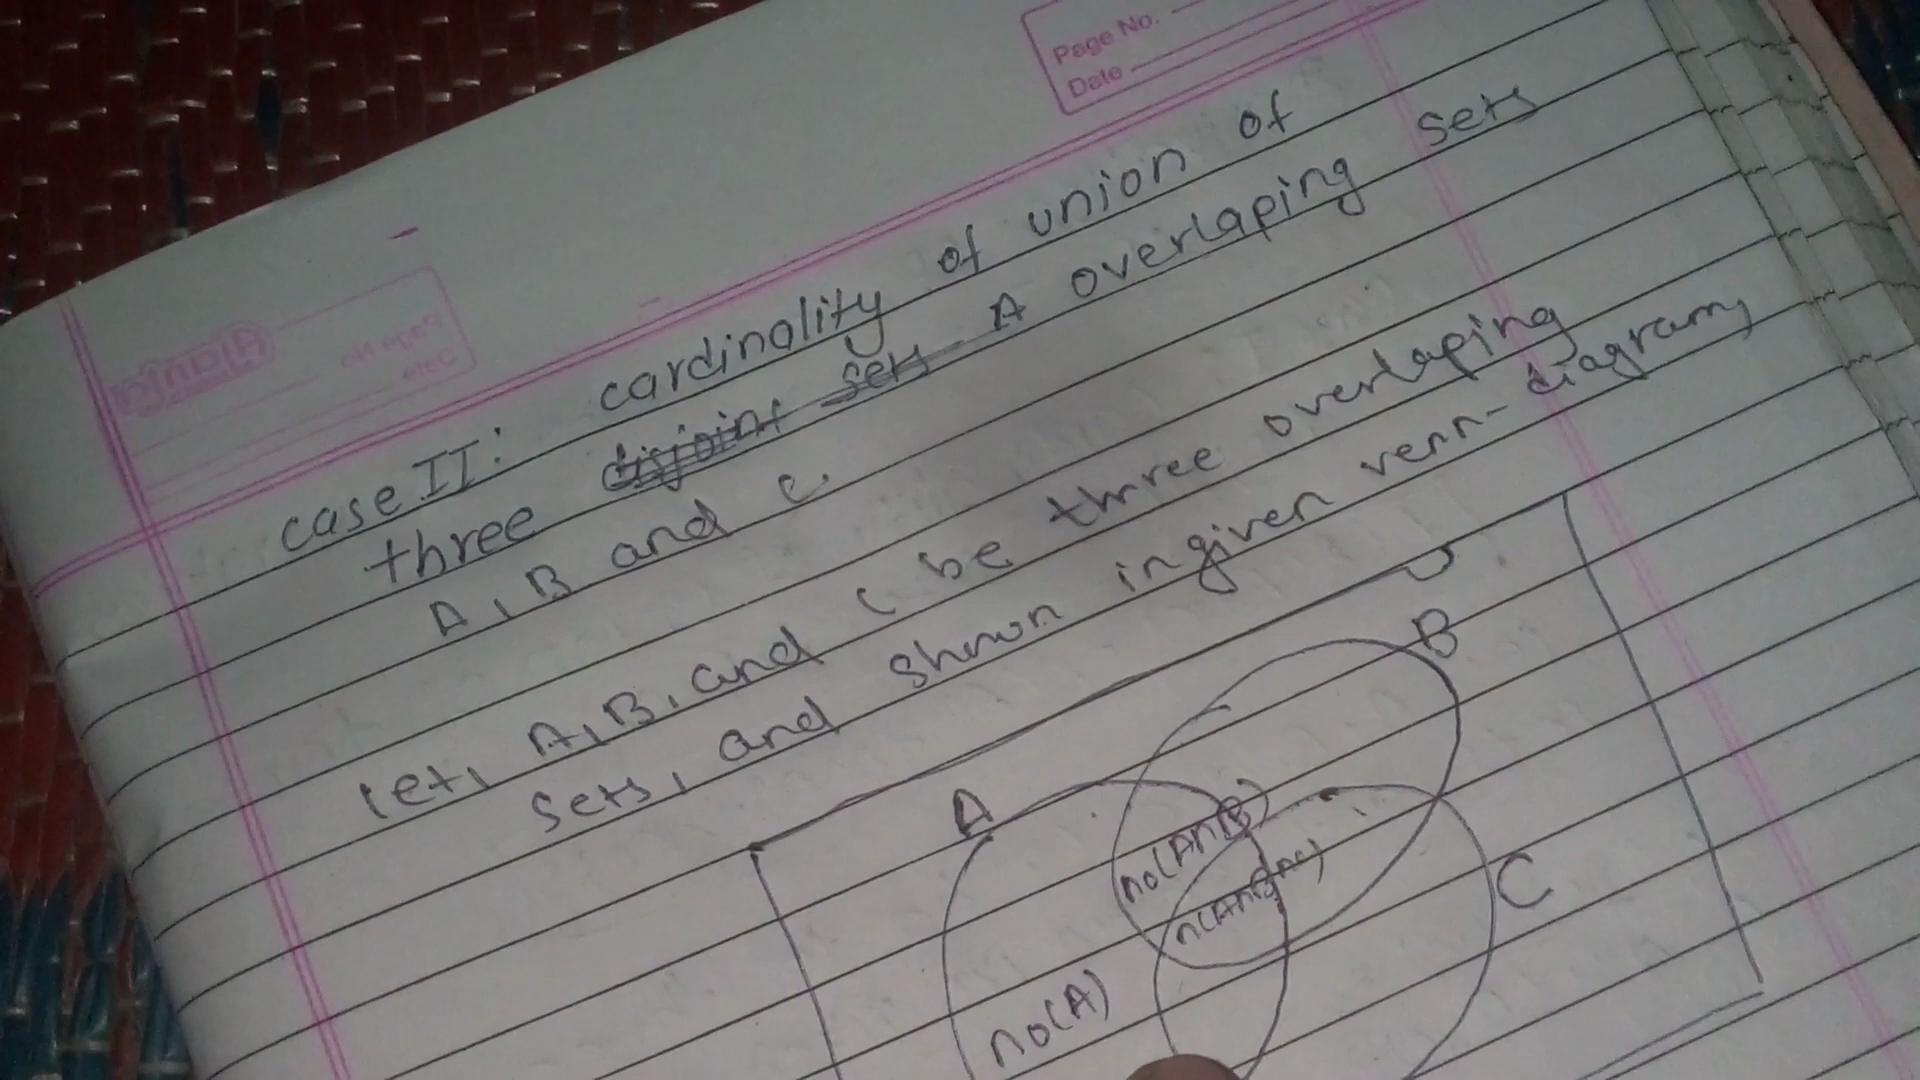 Page No.
Date
case II: cardinality of union of
three disjoint sets A overlaping sets
A, B and C.
let, A, B, and C be three overlaping
sets, and shown in given venn-diagram,
U
B
A
no(A∩B)
n(A∩B∩C)
C
no(A)